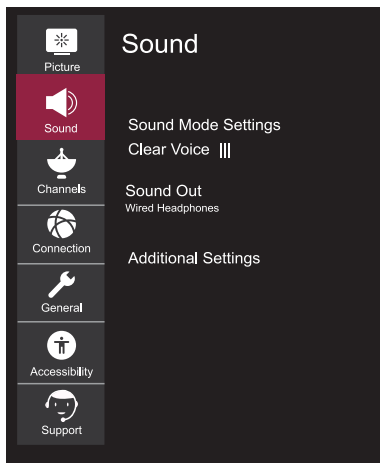 Picture
Sound
Channels
Connection
General
Accessibility
Support
Sound
Sound Mode Settings
Clear Voice III
Sound Out
Wired Headphones
Additional Settings